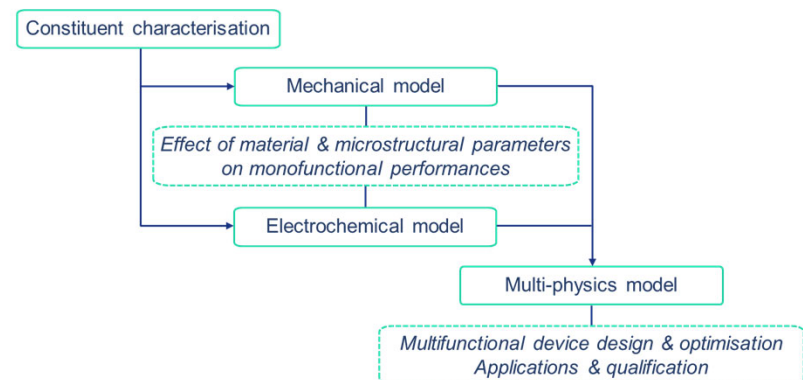 Constituent characterisation
Mechanical model
Effect of material & microstructural parameters
on monofunctional performances
Electrochemical model
Multi-physics model
Multifunctional device design & optimisation
Applications & qualification